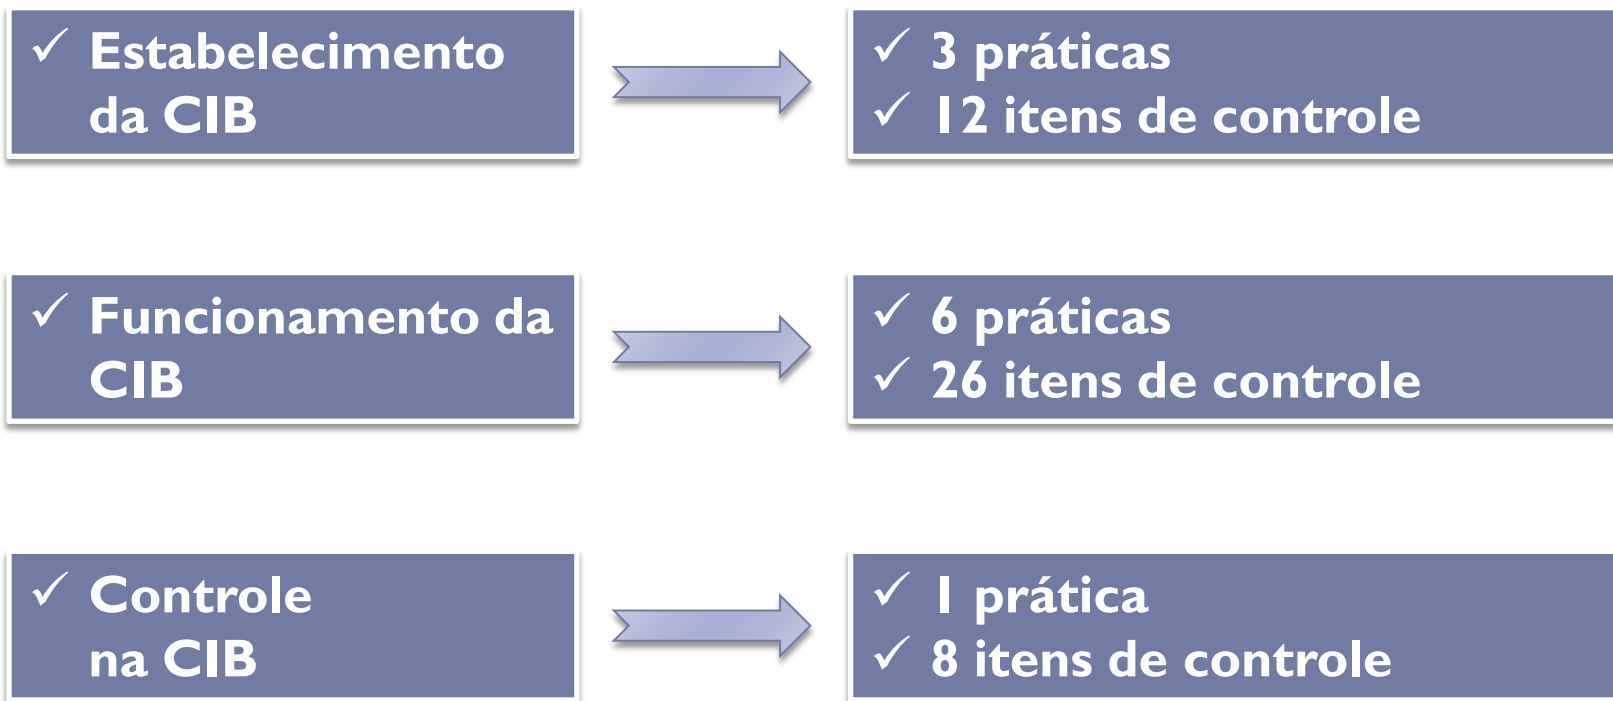 ✓ Estabelecimento
da CIB
✓ 3 práticas
✓ 12 itens de controle
✓ Funcionamento da
CIB
✓ 6 práticas
✓ 26 itens de controle
✓ Controle
na CIB
✓ 1 prática
✓ 8 itens de controle